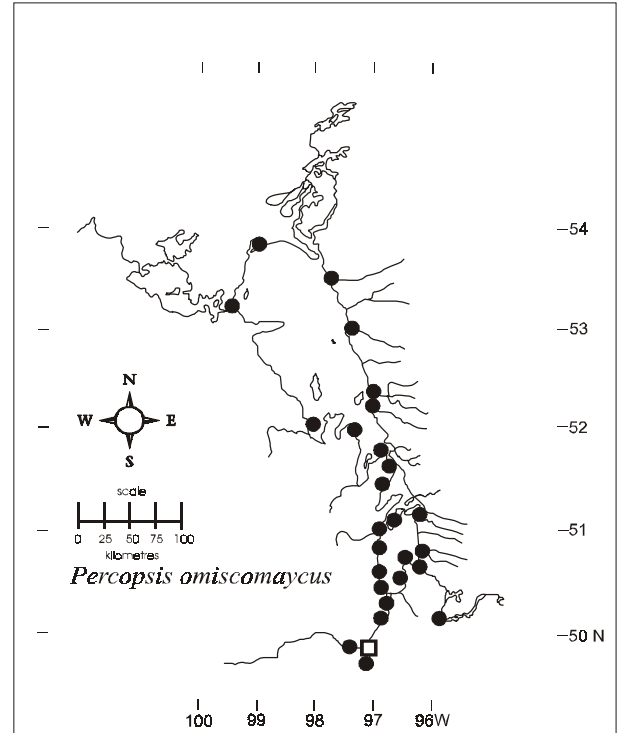 54
53
N
W E
S
52
scale
0 25 50 75 100
kilometres
51
Percopsis omiscomaycus
50 N
100 99 98 97 96W